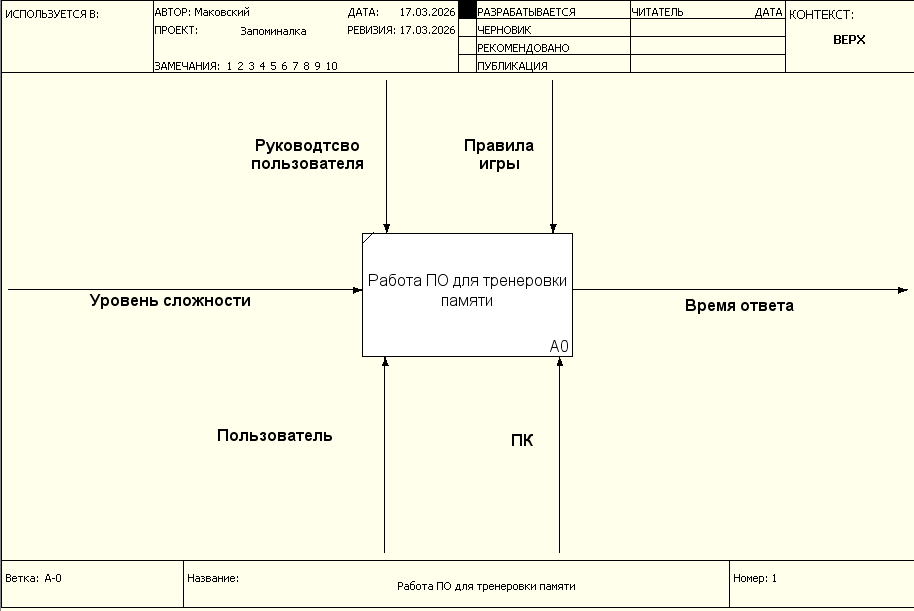 ИСПОЛЬЗУЕТСЯ В:
АВТОР: Маковский
ДАТА: 17.03.2026
ПРОЕКТ: Запоминалка
РЕВИЗИЯ: 17.03.2026
ЗАМЕЧАНИЯ: 1 2 3 4 5 6 7 8 9 10
РАЗРАБАТЫВАЕТСЯ
ЧЕРНОВИК
РЕКОМЕНДОВАНО
ПУБЛИКАЦИЯ
ЧИТАТЕЛЬ ДАТА
КОНТЕКСТ:
ВЕРХ
Руководтсво
пользователя
Правила
игры
Уровень сложности
Работа ПО для тренеровки
памяти
A0
Время ответа
Пользователь
ПК
Ветка: A-0
Название:
Работа ПО для тренеровки памяти
Номер: 1